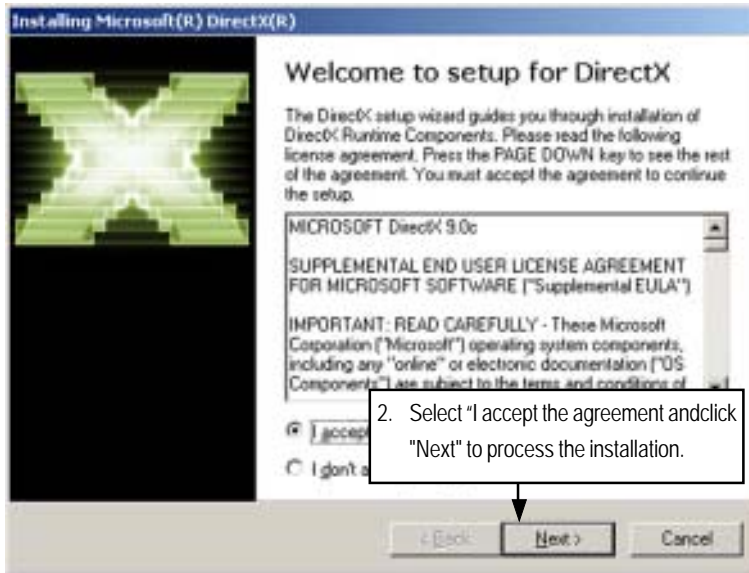 Installing Microsoft(R) DirectX(R)
Welcome to setup for DirectX
The DirectX setup wizard guides you through installation of
DirectX Runtime Components. Please read the following
license agreement. Press the PAGE DOWN key to see the rest
of the agreement. You must accept the agreement to continue
the setup.
MICROSOFT DirectX 9.0c
SUPPLEMENTAL END USER LICENSE AGREEMENT
FOR MICROSOFT SOFTWARE ("Supplemental EULA")
IMPORTANT: READ CAREFULLY - These Microsoft
Corporation ("Microsoft") operating system components,
including any "online" or electronic documentation ("OS
Components") are subject to the terms and conditions of
I accept
I don't a
2. Select “I accept the agreement andclick
"Next" to process the installation.
< Back Next > Cancel